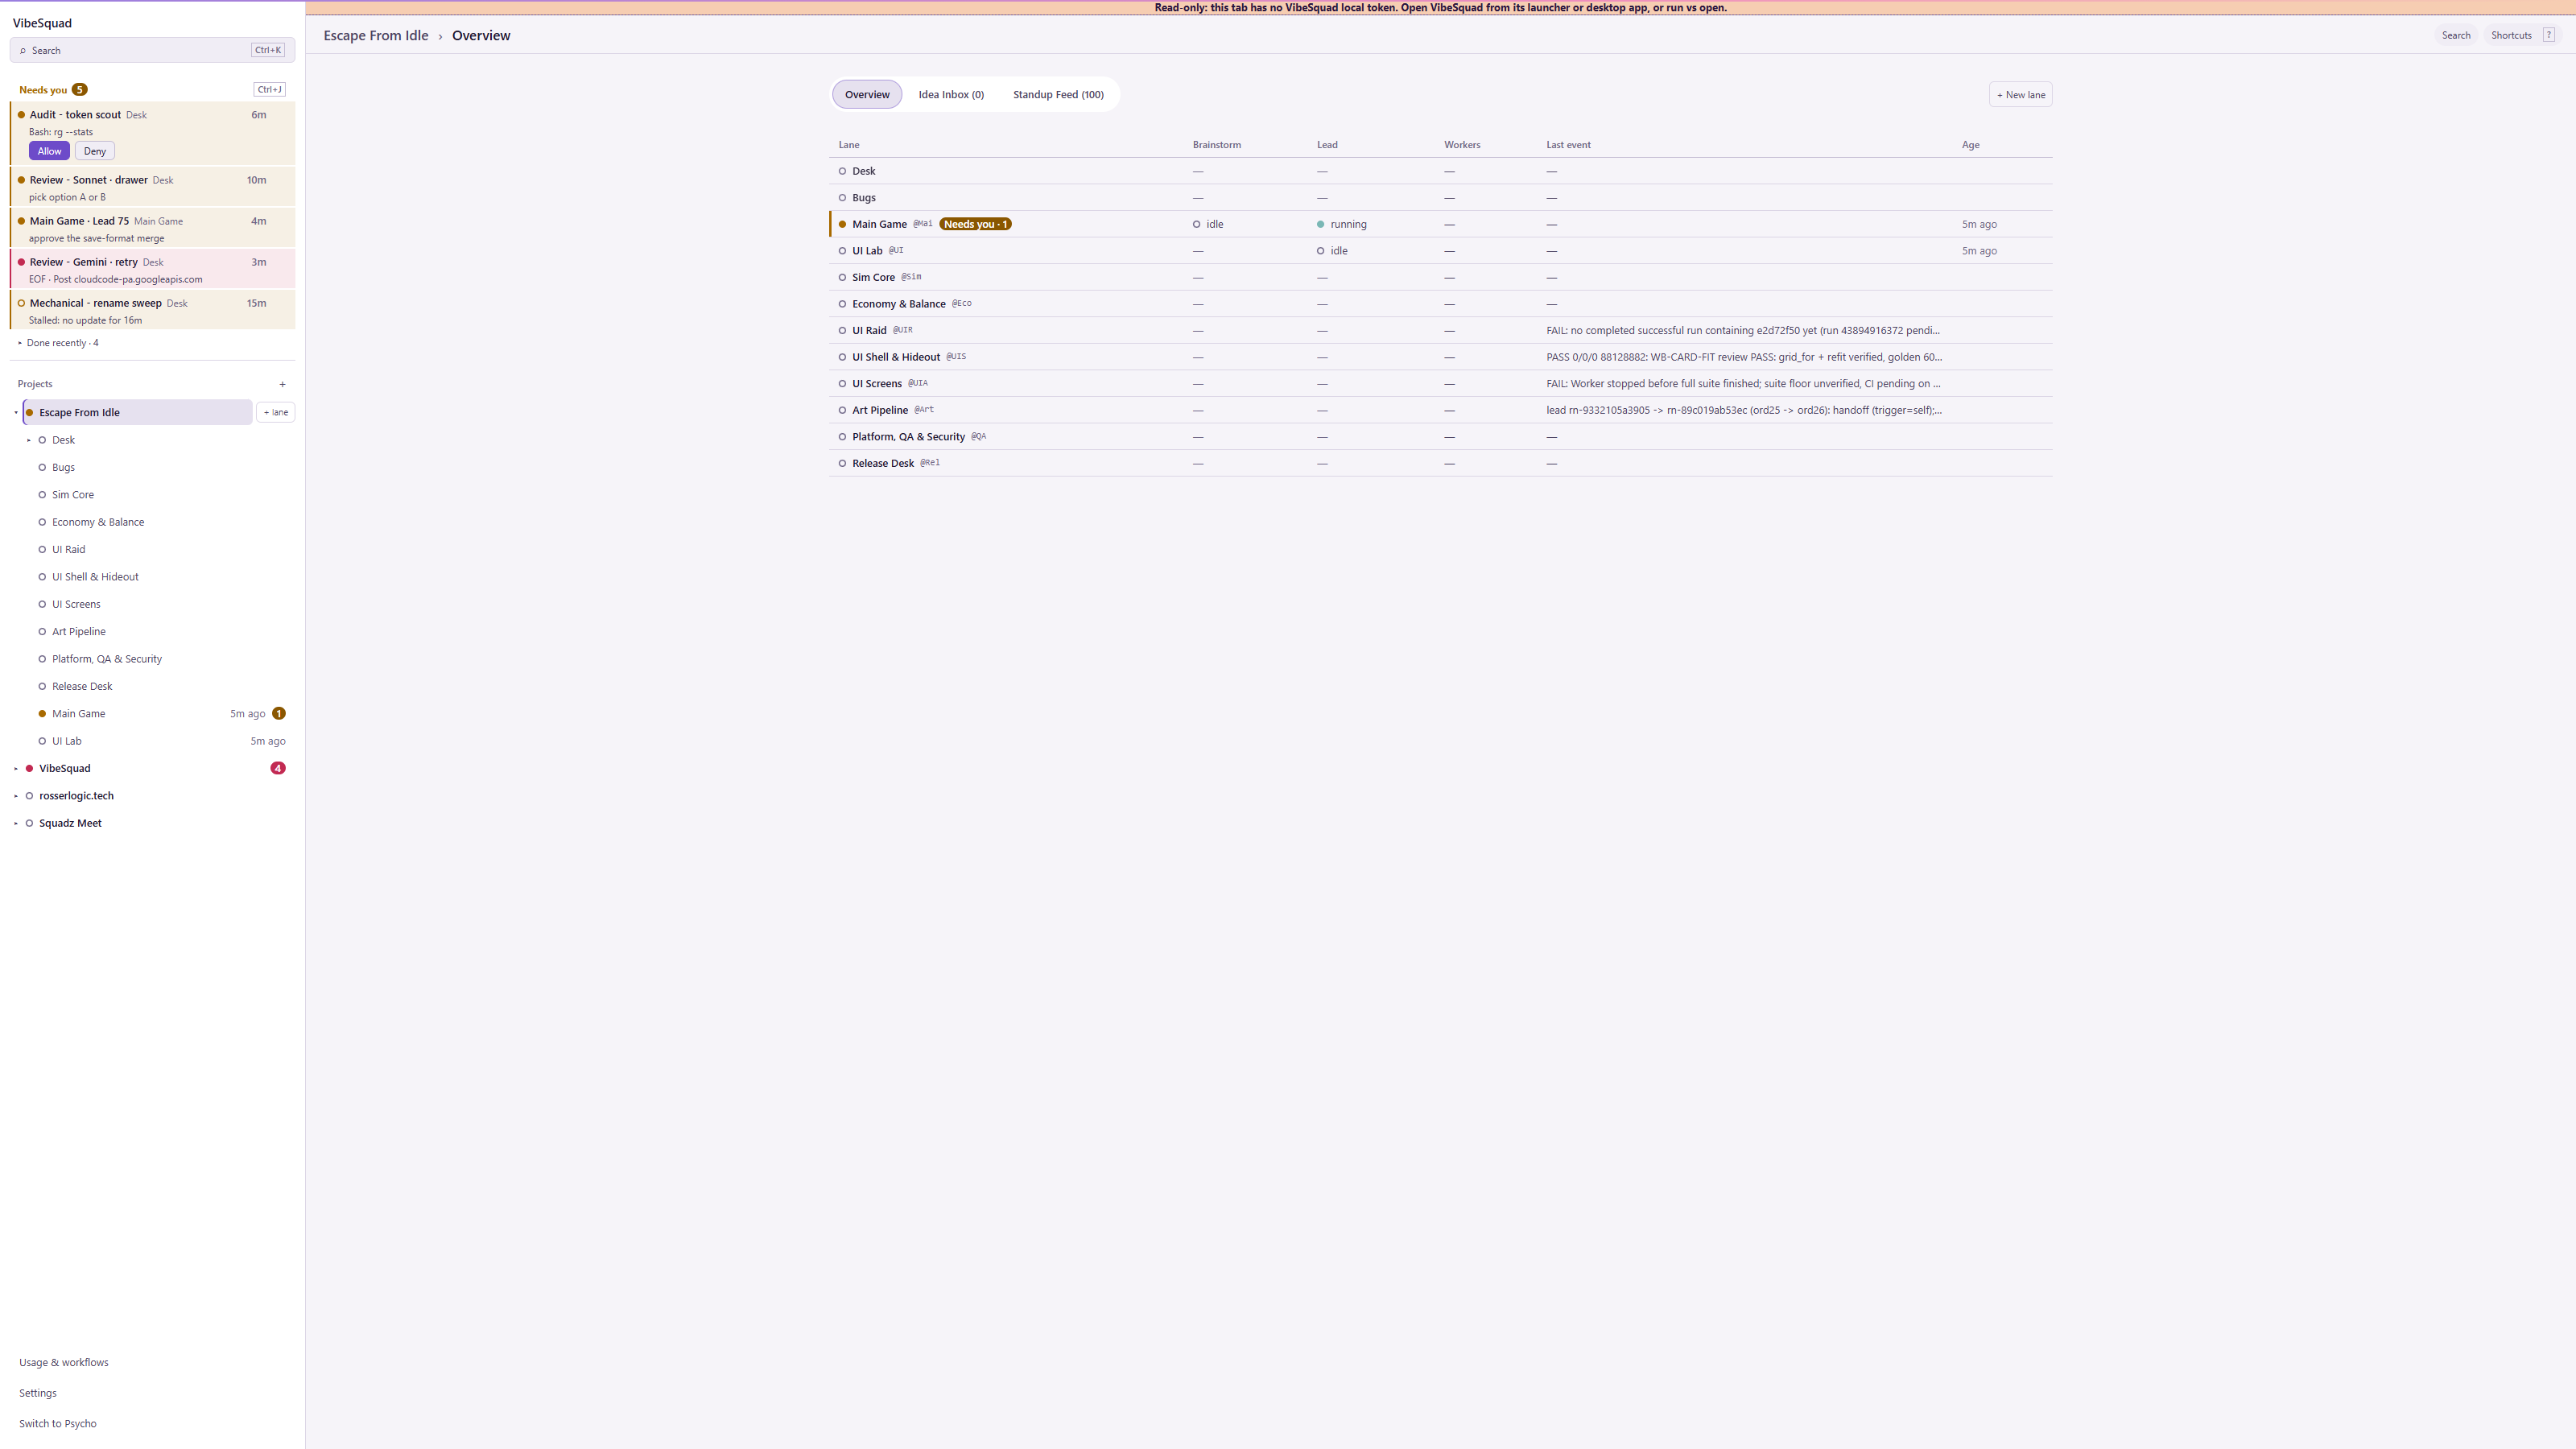 Read-only: this tab has no VibeSquad local token. Open VibeSquad from its launcher or desktop app, or run vs open.
VibeSquad
Search Ctrl+K
Needs you 5 Ctrl+J
Audit - token scout Desk 6m
Bash: rg --stats
Allow Deny
Review - Sonnet · drawer Desk 10m
pick option A or B
Main Game · Lead 75 Main Game 4m
approve the save-format merge
Review - Gemini · retry Desk 3m
EOF · Post cloudcode-pa.googleapis.com
Mechanical - rename sweep Desk 15m
Stalled: no update for 16m
Done recently · 4
Projects +
Escape From Idle + lane
Desk
Bugs
Sim Core
Economy & Balance
UI Raid
UI Shell & Hideout
UI Screens
Art Pipeline
Platform, QA & Security
Release Desk
Main Game 5m ago 1
UI Lab 5m ago
VibeSquad 4
rosserlogic.tech
Squadz Meet
Usage & workflows
Settings
Switch to Psycho
Escape From Idle › Overview
Search Shortcuts ?
Overview Idea Inbox (0) Standup Feed (100) + New lane
Lane Brainstorm Lead Workers Last event Age
Desk — — — —
Bugs — — — —
Main Game @Mai Needs you · 1 idle running — — 5m ago
UI Lab @UI — idle — — 5m ago
Sim Core @Sim — — — —
Economy & Balance @Eco — — — —
UI Raid @UIR — — — FAIL: no completed successful run containing e2d72f50 yet (run 43894916372 pendi...
UI Shell & Hideout @UIS — — — PASS 0/0/0 88128882: WB-CARD-FIT review PASS: grid_for + refit verified, golden 60...
UI Screens @UIA — — — FAIL: Worker stopped before full suite finished; suite floor unverified, CI pending on ...
Art Pipeline @Art — — — lead rn-9332105a3905 -> rn-89c019ab53ec (ord25 -> ord26): handoff (trigger=self);...
Platform, QA & Security @QA — — — —
Release Desk @Rel — — — —